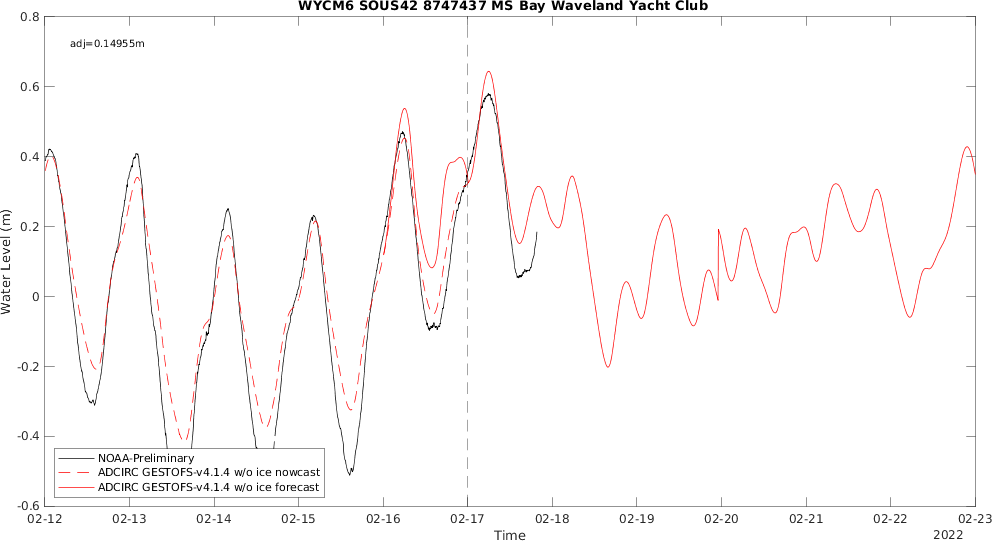 WYCM6 SOUS42 8747437 MS Bay Waveland Yacht Club
adj=0.14955m
Water Level (m)
0.8
0.6
0.4
0.2
0
-0.2
-0.4
-0.6
NOAA-Preliminary
ADCIRC GESTOFS-v4.1.4 w/o ice nowcast
ADCIRC GESTOFS-v4.1.4 w/o ice forecast
02-12 02-13 02-14 02-15 02-16 02-17 02-18 02-19 02-20 02-21 02-22 02-23
Time
2022